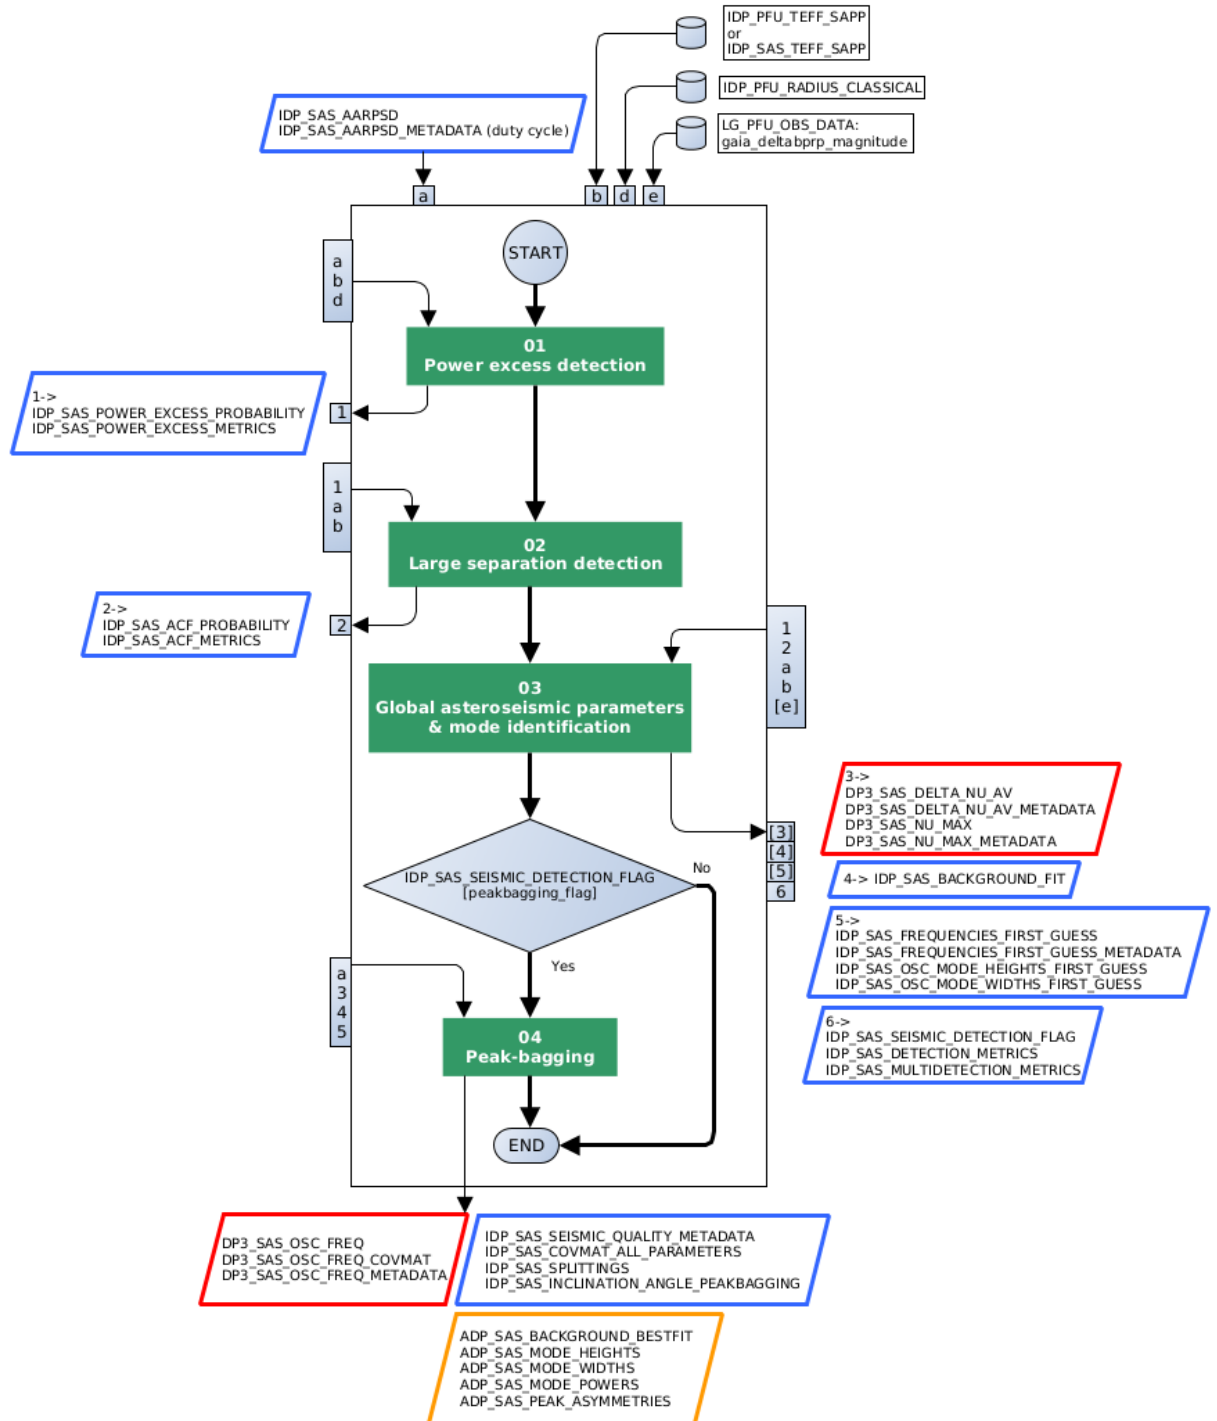 IDP_PFU_TEFF_SAPP
or
IDP_SAS_TEFF_SAPP
IDP_PFU_RADIUS_CLASSICAL
IDP_SAS_AARPSD
IDP_SAS_AARPSD_METADATA (duty cycle)
LG_PFU_OBS_DATA:
gaia_deltabprp_magnitude
a
b
d
e
START
a
b
d
01
Power excess detection
1->
IDP_SAS_POWER_EXCESS_PROBABILITY
IDP_SAS_POWER_EXCESS_METRICS
1
1
a
b
02
Large separation detection
2->
IDP_SAS_ACF_PROBABILITY
IDP_SAS_ACF_METRICS
2
1
2
a
b
[e]
03
Global asteroseismic parameters
& mode identification
3->
DP3_SAS_DELTA_NU_AV
DP3_SAS_DELTA_NU_AV_METADATA
DP3_SAS_NU_MAX
DP3_SAS_NU_MAX_METADATA
[3]
[4]
[5]
6
4-> IDP_SAS_BACKGROUND_FIT
IDP_SAS_SEISMIC_DETECTION_FLAG
[peakbagging_flag]
No
Yes
5->
IDP_SAS_FREQUENCIES_FIRST_GUESS
IDP_SAS_FREQUENCIES_FIRST_GUESS_METADATA
IDP_SAS_OSC_MODE_HEIGHTS_FIRST_GUESS
IDP_SAS_OSC_MODE_WIDTHS_FIRST_GUESS
6->
IDP_SAS_SEISMIC_DETECTION_FLAG
IDP_SAS_DETECTION_METRICS
IDP_SAS_MULTIDETECTION_METRICS
a
3
4
5
04
Peak-bagging
END
DP3_SAS_OSC_FREQ
DP3_SAS_OSC_FREQ_COVMAT
DP3_SAS_OSC_FREQ_METADATA
IDP_SAS_SEISMIC_QUALITY_METADATA
IDP_SAS_COVMAT_ALL_PARAMETERS
IDP_SAS_SPLITTINGS
IDP_SAS_INCLINATION_ANGLE_PEAKBAGGING
ADP_SAS_BACKGROUND_BESTFIT
ADP_SAS_MODE_HEIGHTS
ADP_SAS_MODE_WIDTHS
ADP_SAS_MODE_POWERS
ADP_SAS_PEAK_ASYMMETRIES